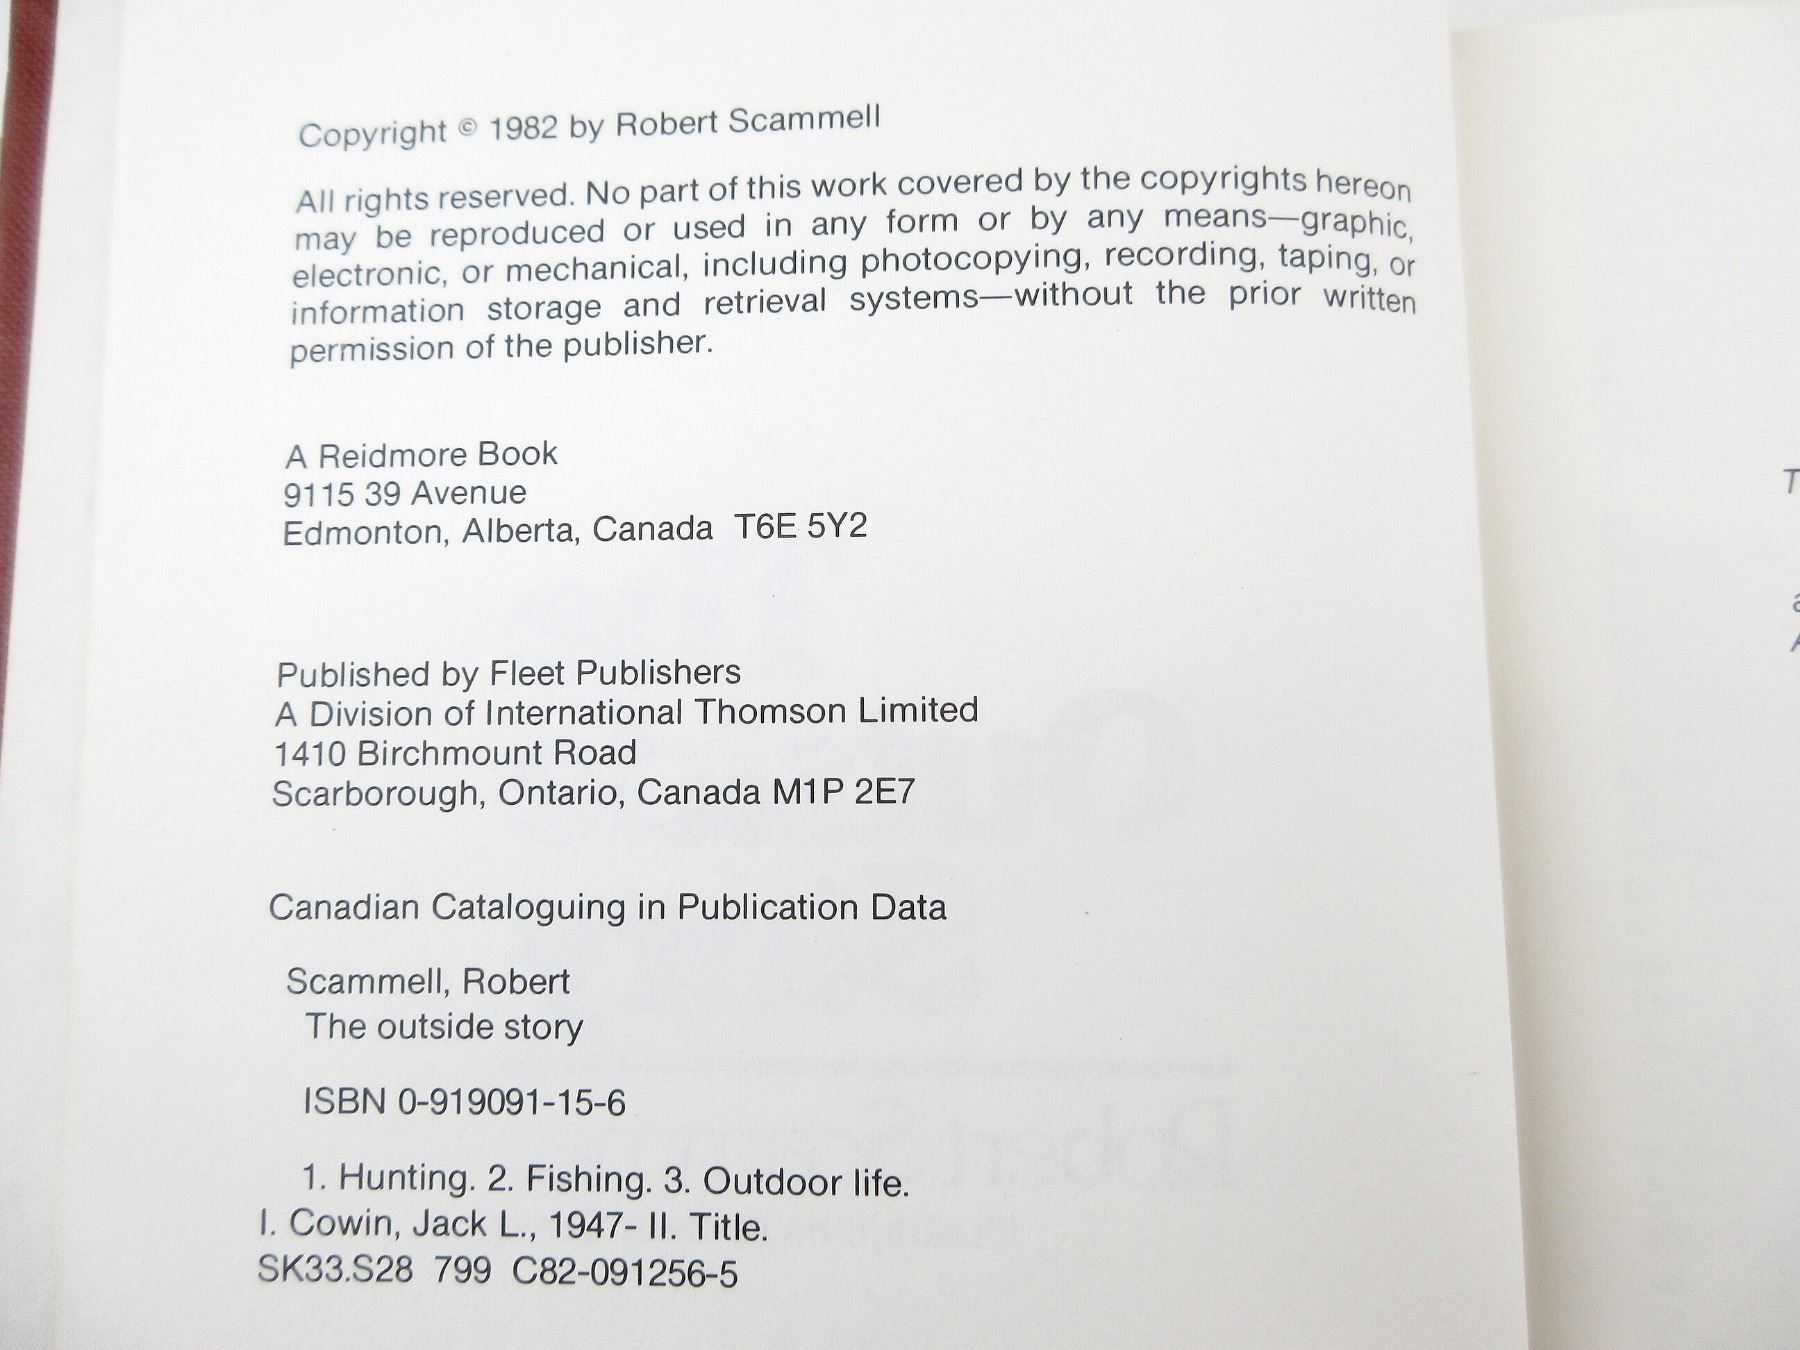 Copyright © 1982 by Robert Scammell
All rights reserved. No part of this work covered by the copyrights hereon
may be reproduced or used in any form or by any means—graphic,
electronic, or mechanical, including photocopying, recording, taping, or
information storage and retrieval systems—without the prior written
permission of the publisher.
A Reidmore Book
9115 39 Avenue
Edmonton, Alberta, Canada T6E 5Y2
Published by Fleet Publishers
A Division of International Thomson Limited
1410 Birchmount Road
Scarborough, Ontario, Canada M1P 2E7
Canadian Cataloguing in Publication Data
Scammell, Robert
The outside story
ISBN 0-919091-15-6
1. Hunting. 2. Fishing. 3. Outdoor life.
I. Cowin, Jack L., 1947- II. Title.
SK33.S28 799 C82-091256-5